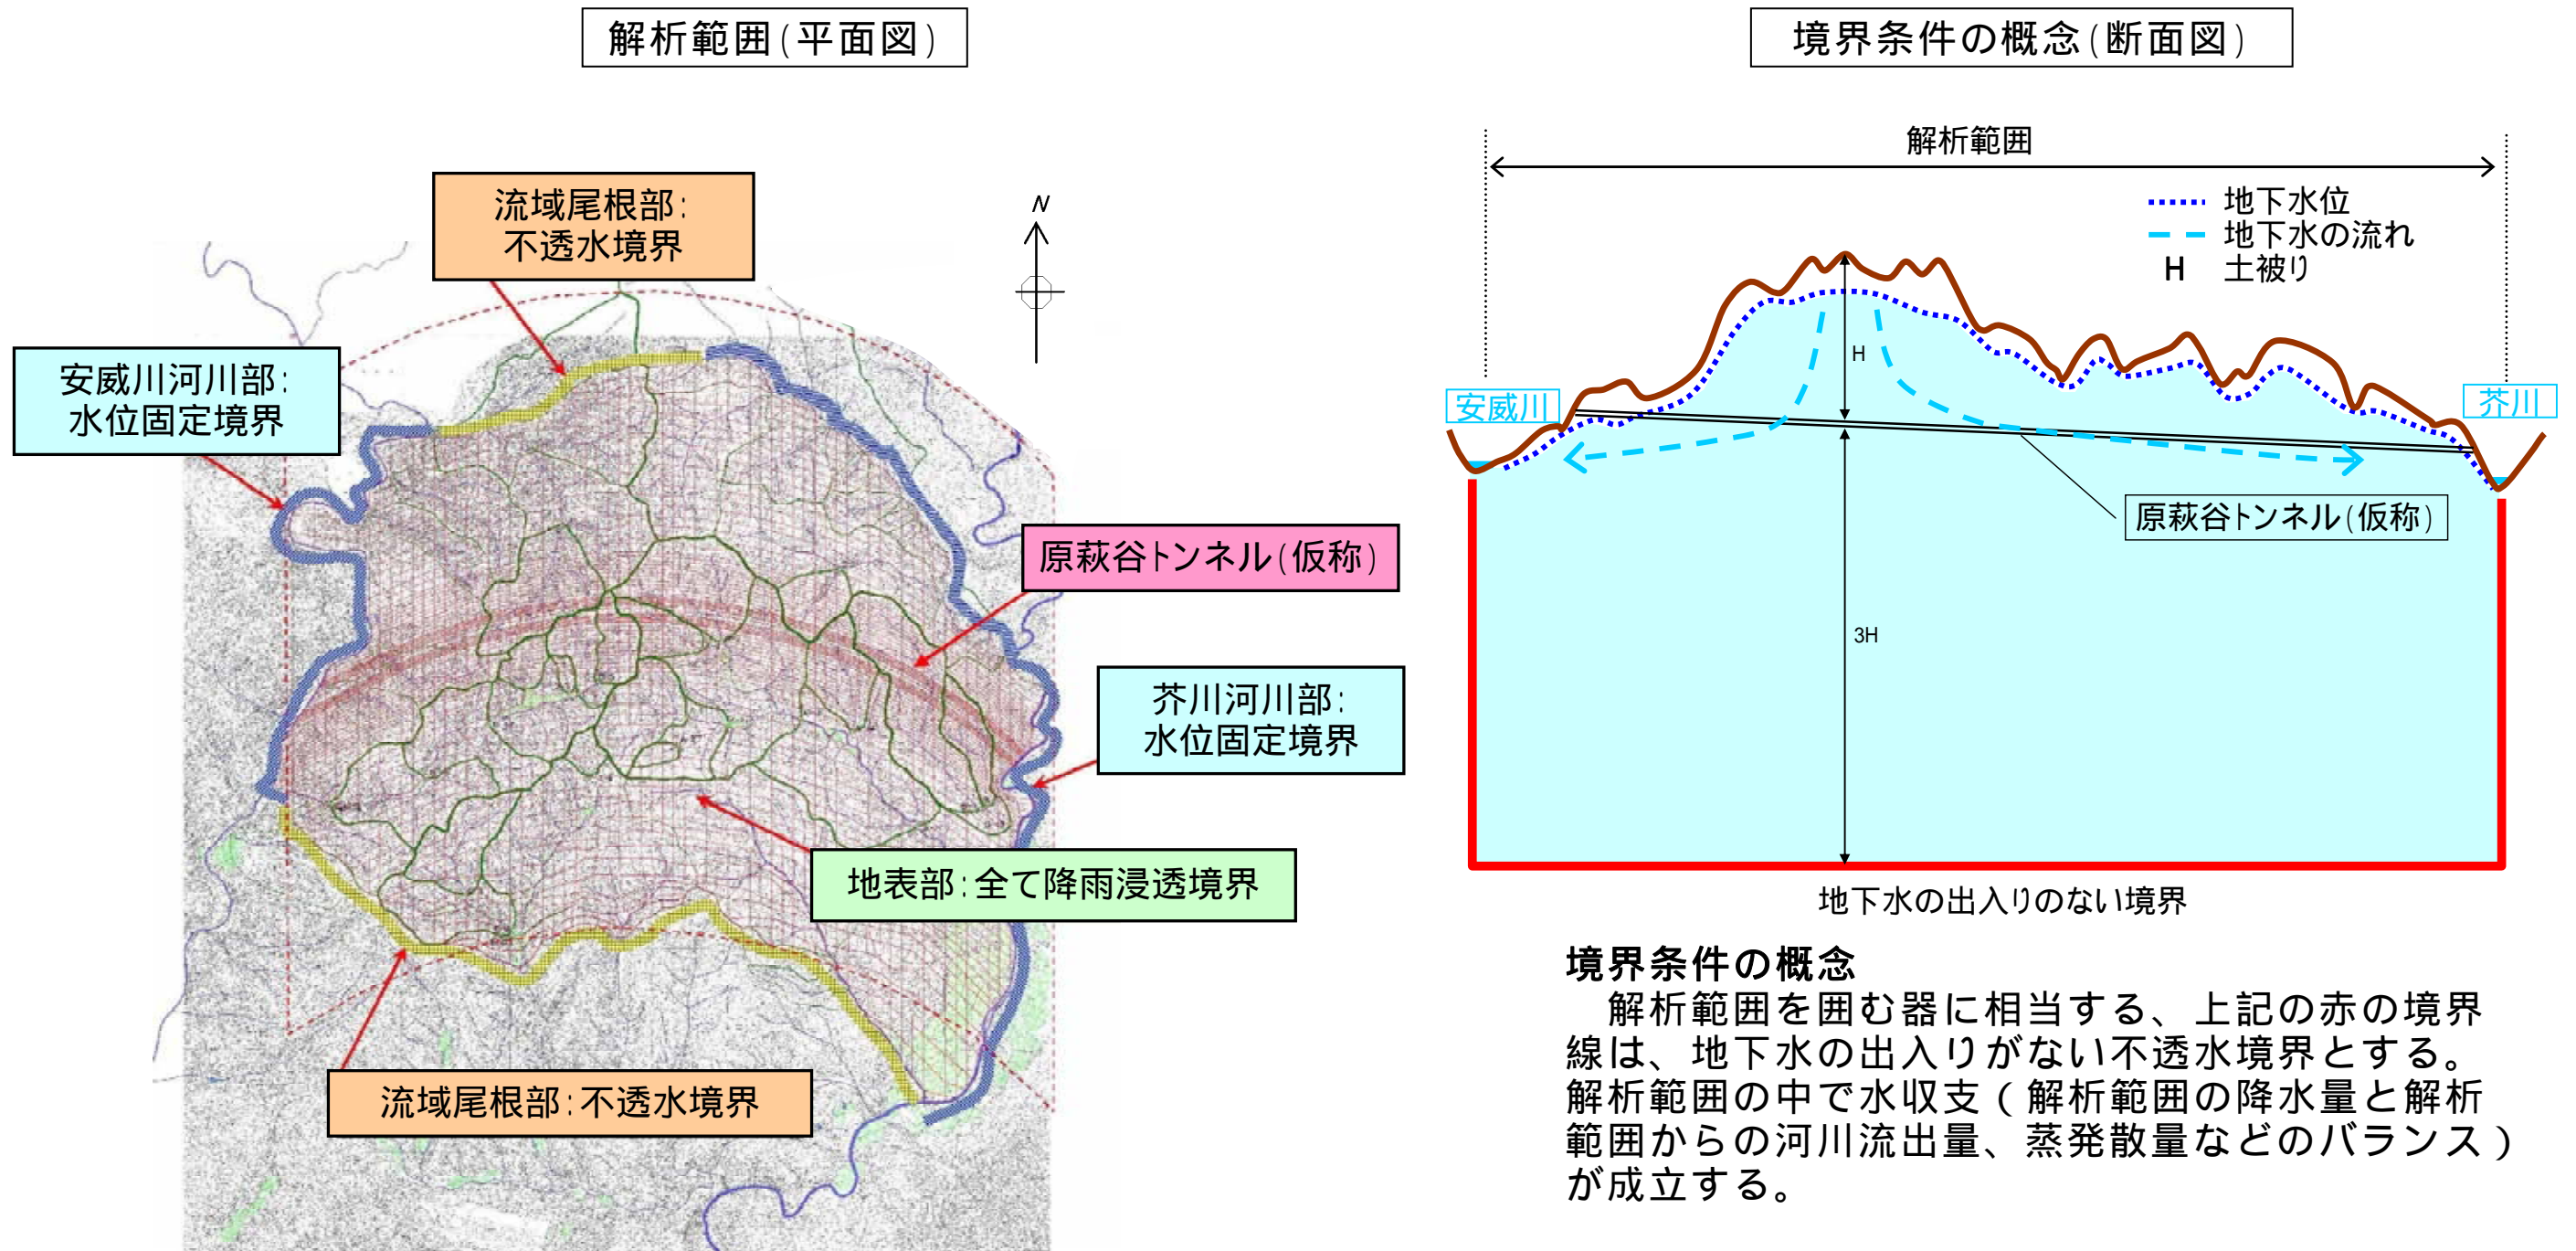 解析範囲(平面図)
境界条件の概念(断面図)
流域尾根部:
不透水境界
N
安威川河川部:
水位固定境界
原萩谷トンネル(仮称)
芥川河川部:
水位固定境界
地表部:全て降雨浸透境界
流域尾根部:不透水境界
解析範囲
地下水位
地下水の流れ
H 土被り
H
安威川
芥川
原萩谷トンネル(仮称)
3H
地下水の出入りのない境界
境界条件の概念
解析範囲を囲む器に相当する、上記の赤の境界
線は、地下水の出入りがない不透水境界とする。
解析範囲の中で水収支(解析範囲の降水量と解析
範囲からの河川流出量、蒸発散量などのバランス)
が成立する。